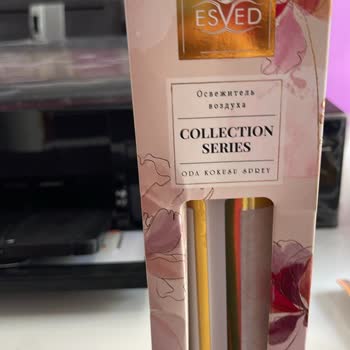 ESVED
Освежитель
воздуха
COLLECTION
SERIES
ODA KOKUSU SPREY